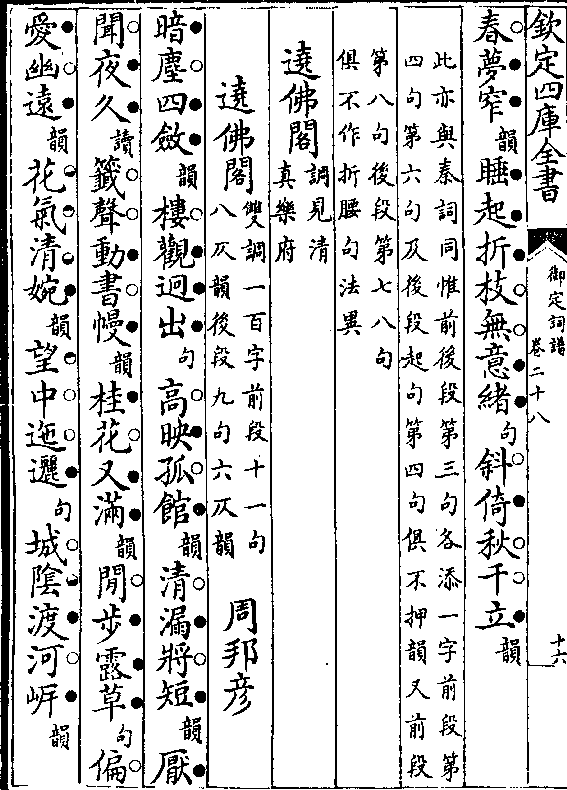 欽定四庫全書
御定詞譜
卷二十八
十六
春夢窄韻睡起折枝無意緒句斜倚秋千立韻
此亦與秦詞同惟前後段第三句各添一字前段第
四句第六句及後段起句第四句俱不押韻又前段
第八句後段第七八句
俱不作折腰句法異
遶佛閣調見清
真樂府
遶佛閣雙調一百字前段十一句
八仄韻後段九句六仄韻
周邦彥
暗塵四斂韻樓觀迥出句高映孤館韻清漏將短韻厭
聞夜久讀籤聲動書幔韻桂花又滿韻閒步露草句偏
愛幽遠韻花氣清婉韻望中迤邐句城陰渡河岸韻